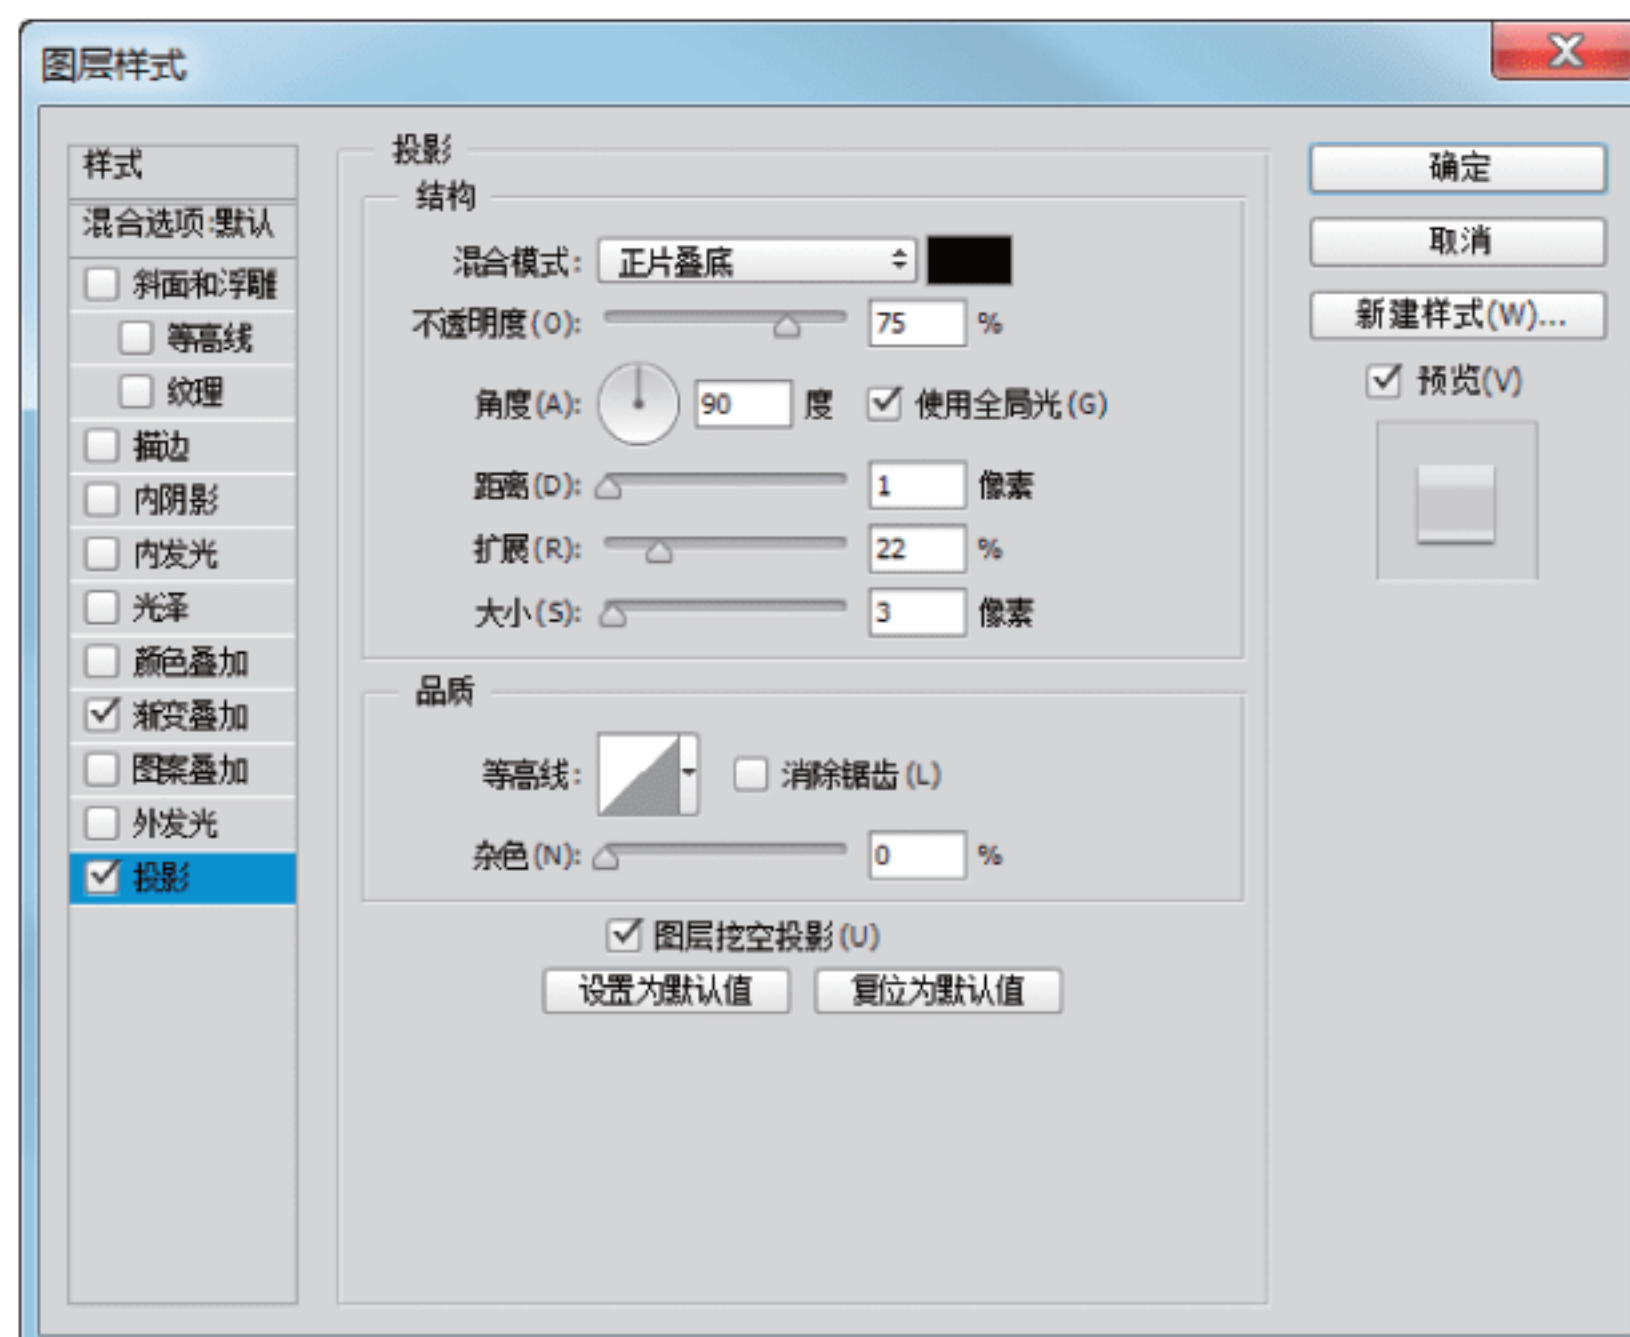 图层样式
样式
混合选项:默认
斜面和浮雕
等高线
纹理
描边
内阴影
内发光
光泽
颜色叠加
渐变叠加
图案叠加
外发光
投影
投影
结构
混合模式: 正片叠底
不透明度(O): 75 %
角度(A): 90 度 使用全局光(G)
距离(D): 1 像素
扩展(R): 22 %
大小(S): 3 像素
品质
等高线: 消除锯齿(L)
杂色(N): 0 %
图层挖空投影(U)
设置为默认值 复位为默认值
确定
取消
新建样式(W)...
预览(V)